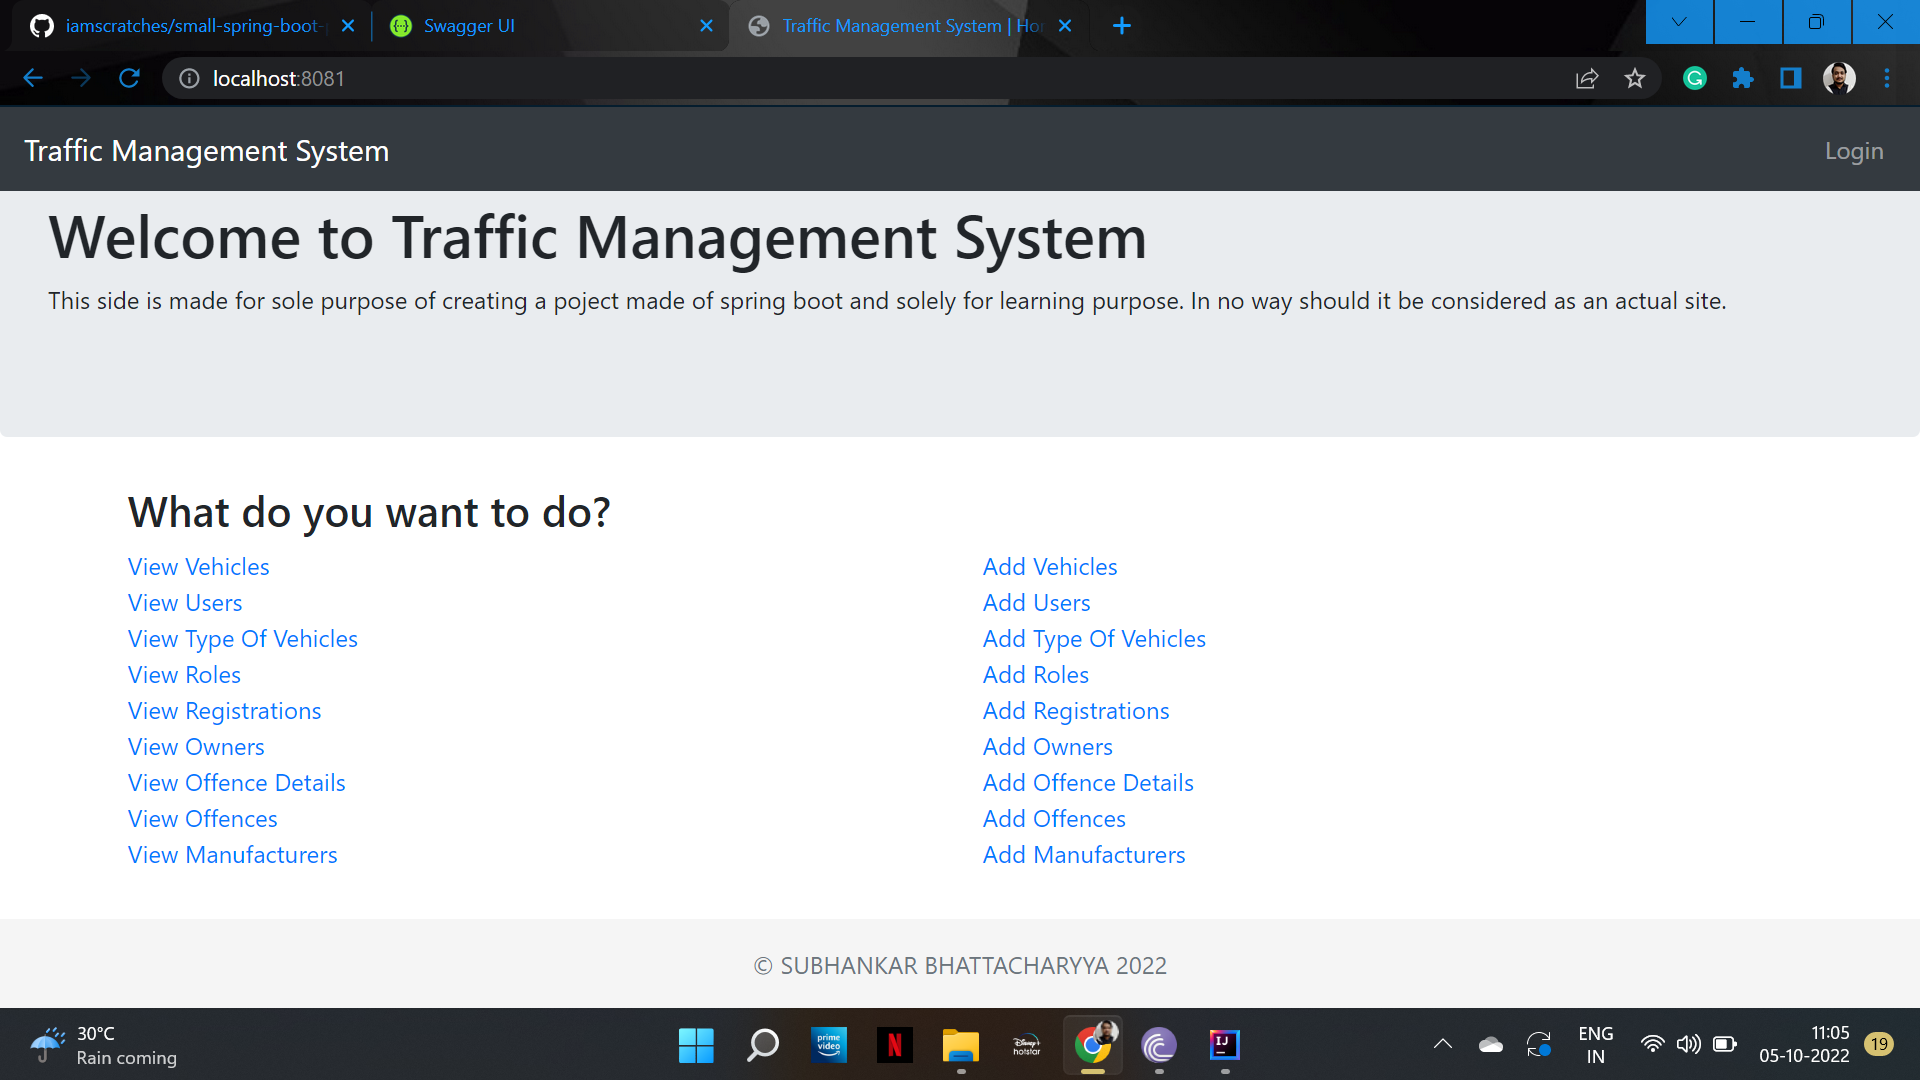 iamscratches/small-spring-boot-
Swagger UI
Traffic Management System | Ho
localhost:8081
Traffic Management System
Login
Welcome to Traffic Management System
This side is made for sole purpose of creating a poject made of spring boot and solely for learning purpose. In no way should it be considered as an actual site.
What do you want to do?
View Vehicles
Add Vehicles
View Users
Add Users
View Type Of Vehicles
Add Type Of Vehicles
View Roles
Add Roles
View Registrations
Add Registrations
View Owners
Add Owners
View Offence Details
Add Offence Details
View Offences
Add Offences
View Manufacturers
Add Manufacturers
© SUBHANKAR BHATTACHARYYA 2022
30°C
Rain coming
prime video
N
Disney+ hotstar
IJ
ENG
IN
11:05
05-10-2022
19